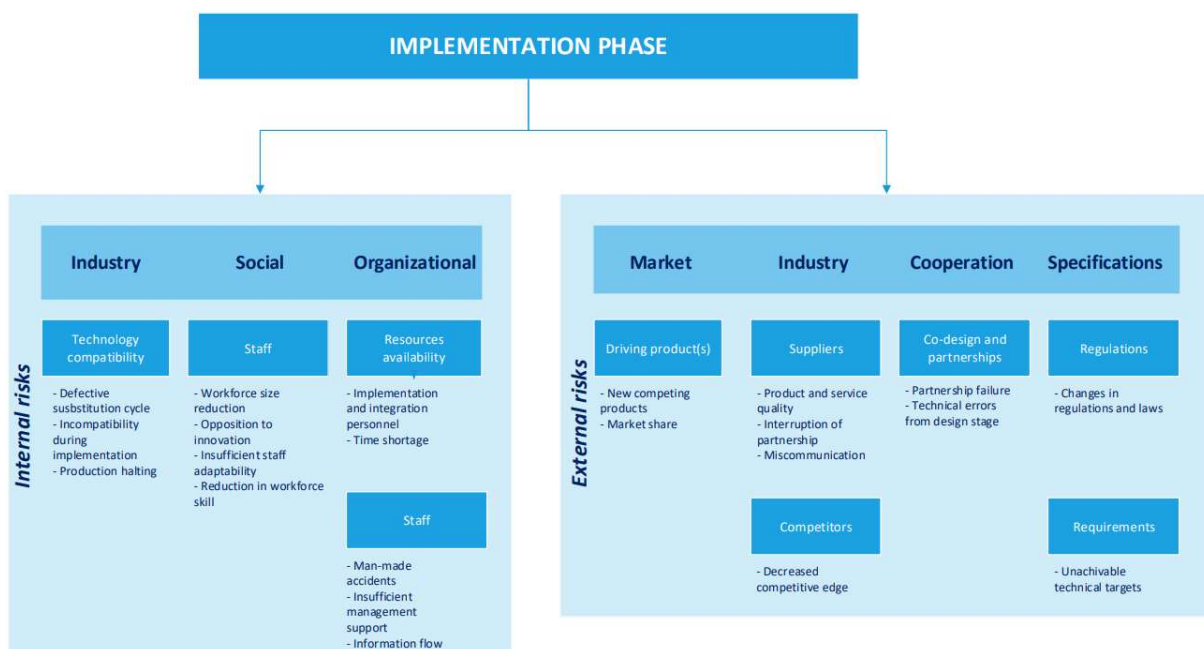 IMPLEMENTATION PHASE
Internal risks
Industry
Social
Organizational
Technology
compatibility
- Defective
susbstitution cycle
- Incompatibility
during
implementation
- Production halting
Staff
- Workforce size
reduction
- Opposition to
innovation
- Insufficient staff
adaptability
- Reduction in workforce
skill
Resources
availability
- Implementation
and integration
personnel
- Time shortage
Staff
- Man-made
accidents
- Insufficient
management
support
- Information flow
External risks
Market
Industry
Cooperation
Specifications
Driving product(s)
- New competing
products
- Market share
Suppliers
- Product and service
quality
- Interruption of
partnership
- Miscommunication
Competitors
- Decreased
competitive edge
Co-design and
partnerships
- Partnership failure
- Technical errors
from design stage
Regulations
- Changes in
regulations and laws
Requirements
- Unachivable
technical targets